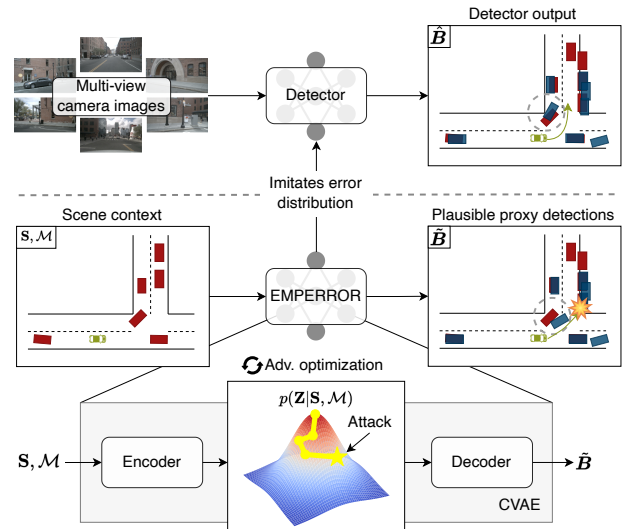 Detector output
B̂
Multi-view
camera images
Detector
Imitates error
distribution
Scene context
S, M
Plausible proxy detections
B̃
EMPERROR
Adv. optimization
p(Z|S, M)
Attack
S, M
Encoder
Decoder
B̃
CVAE